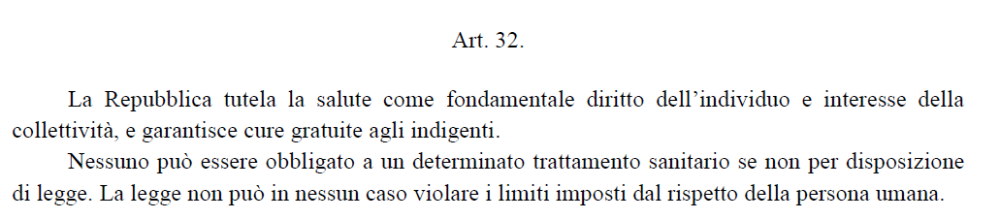 Art. 32.
La Repubblica tutela la salute come fondamentale diritto dell’individuo e interesse della
collettività, e garantisce cure gratuite agli indigenti.
Nessuno può essere obbligato a un determinato trattamento sanitario se non per disposizione
di legge. La legge non può in nessun caso violare i limiti imposti dal rispetto della persona umana.